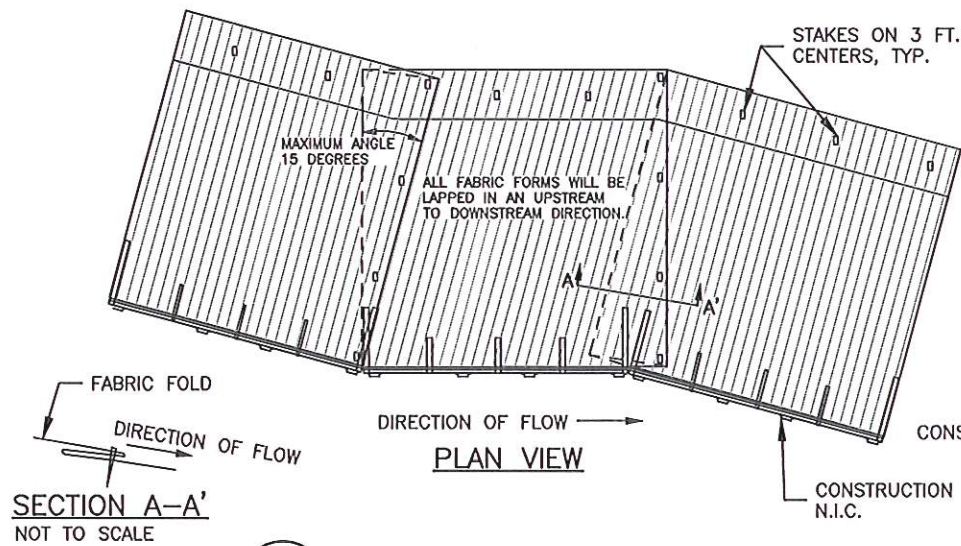 STAKES ON 3 FT.
CENTERS, TYP.
MAXIMUM ANGLE
15 DEGREES
ALL FABRIC FORMS WILL BE
LAPPED IN AN UPSTREAM
TO DOWNSTREAM DIRECTION.
A
A'
FABRIC FOLD
DIRECTION OF FLOW
DIRECTION OF FLOW
PLAN VIEW
CONS
CONSTRUCTION
N.I.C.
SECTION A-A'
NOT TO SCALE